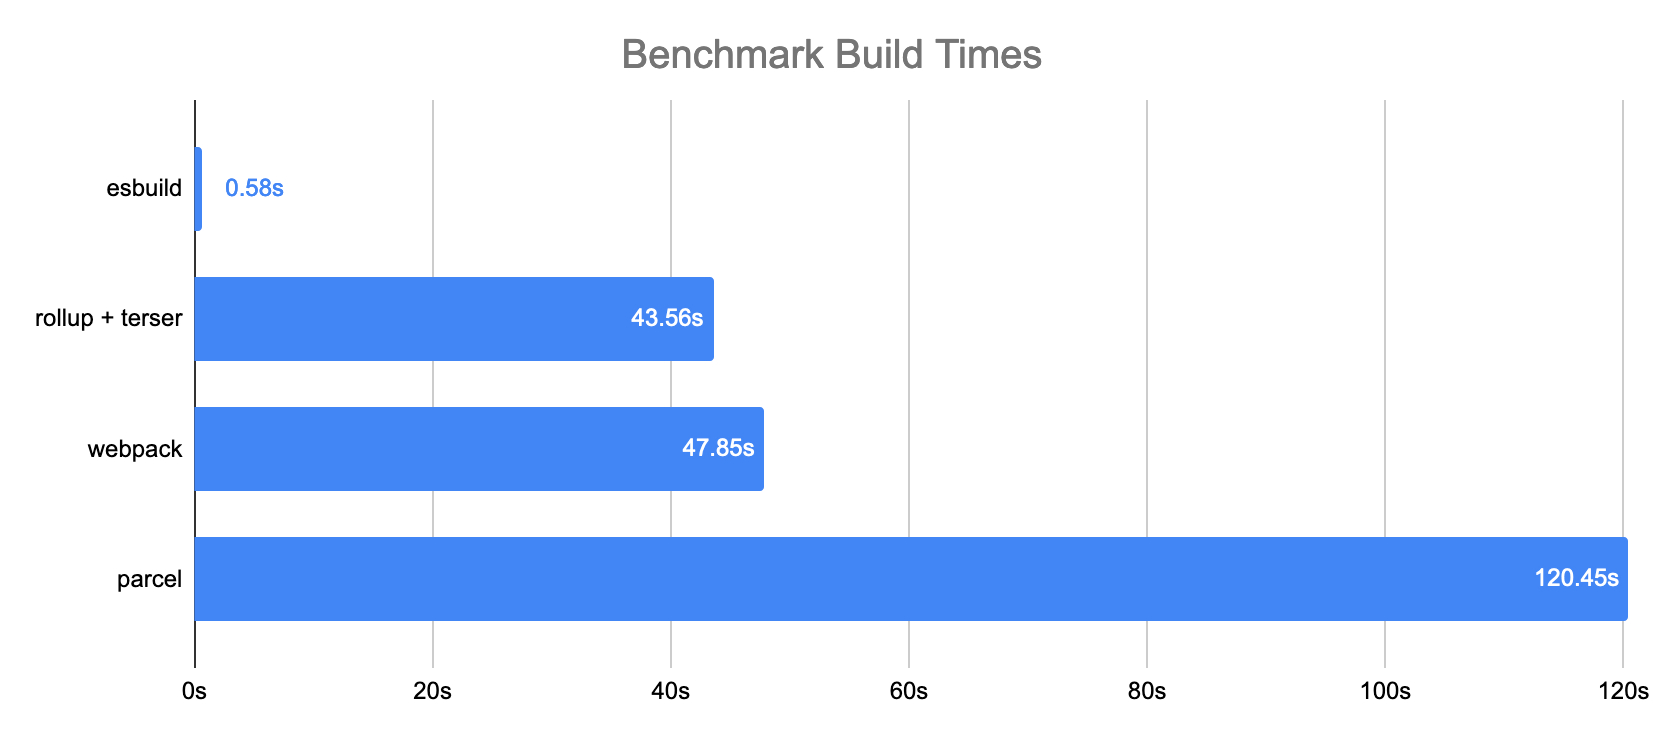 Benchmark Build Times
esbuild 0.58s
rollup + terser 43.56s
webpack 47.85s
parcel 120.45s
0s 20s 40s 60s 80s 100s 120s